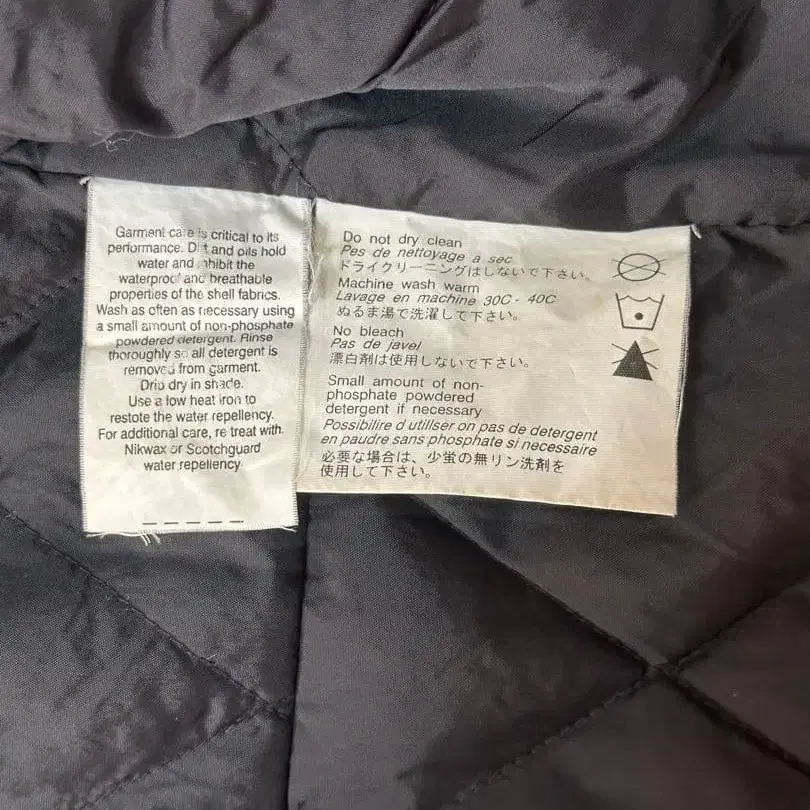 Garment care is critical to its
performance. Dirt and oils hold
water and inhibit the
waterproof and breathable
properties of the shell fabrics.
Wash as often as necessary using
a small amount of non-phosphate
powdered detergent. Rinse
thoroughly so all detergent is
removed from garment.
Drip dry in shade.
Use a low heat iron to
restote the water repellency.
For additional care, re treat with
Nikwax or Scotchguard
water repellency
Do not dry clean
Pes de nettoyage a sec
ドライクリーニングはしないで下さい。
Machine wash warm
Lavage en machine 30C - 40C
ぬるま湯で洗濯して下さい。
No bleach
Pas de javel
漂白剤は使用しないで下さい。
Small amount of non-
phosphate powdered
detergent if necessary
Possibilire d utiliser on pas de detergent
en paudre sans phosphate si necessaire
必要な場合は、少蛍の無リン洗剤を
使用して下さい。